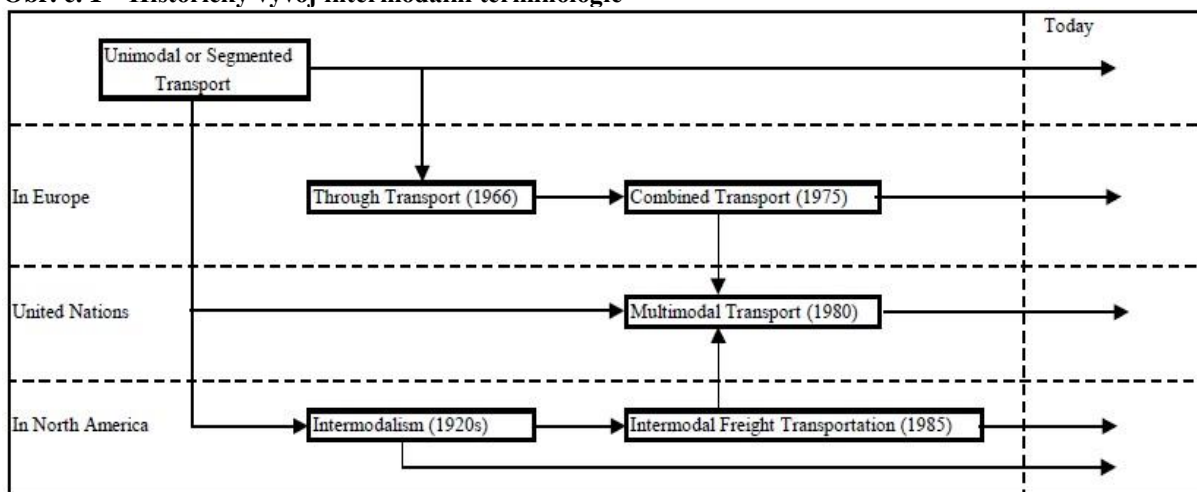 Obr. č. 1 – Historický vývoj intermodální terminologie
Today
Unimodal or Segmented
Transport
In Europe
Through Transport (1966)
Combined Transport (1975)
United Nations
Multimodal Transport (1980)
In North America
Intermodalism (1920s)
Intermodal Freight Transportation (1985)